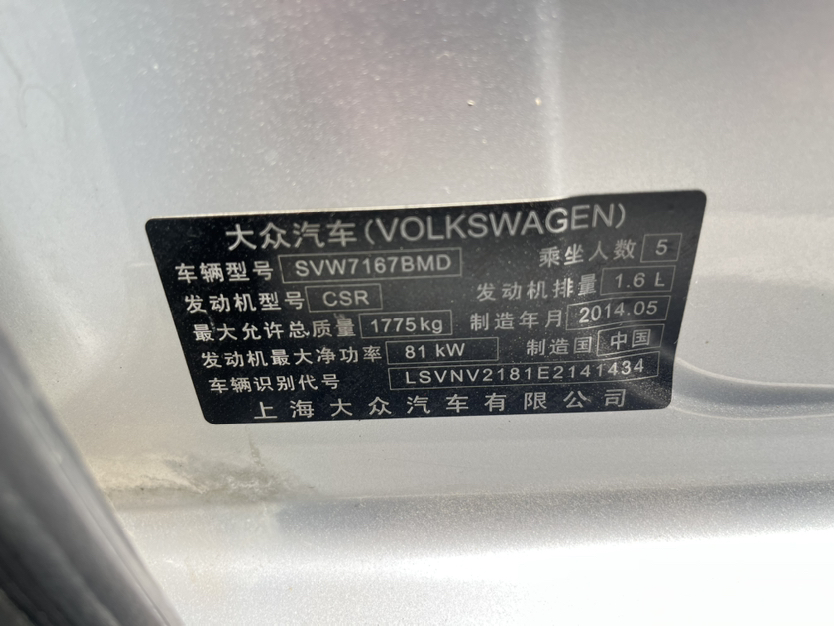 大众汽车(VOLKSWAGEN)
车辆型号 SVW7167BMD 乘坐人数 5
发动机型号 CSR 发动机排量 1.6 L
最大允许总质量 1775kg 制造年月 2014.05
发动机最大净功率 81 kW 制造国 中国
车辆识别代号 LSVNV2181E2141434
上海大众汽车有限公司